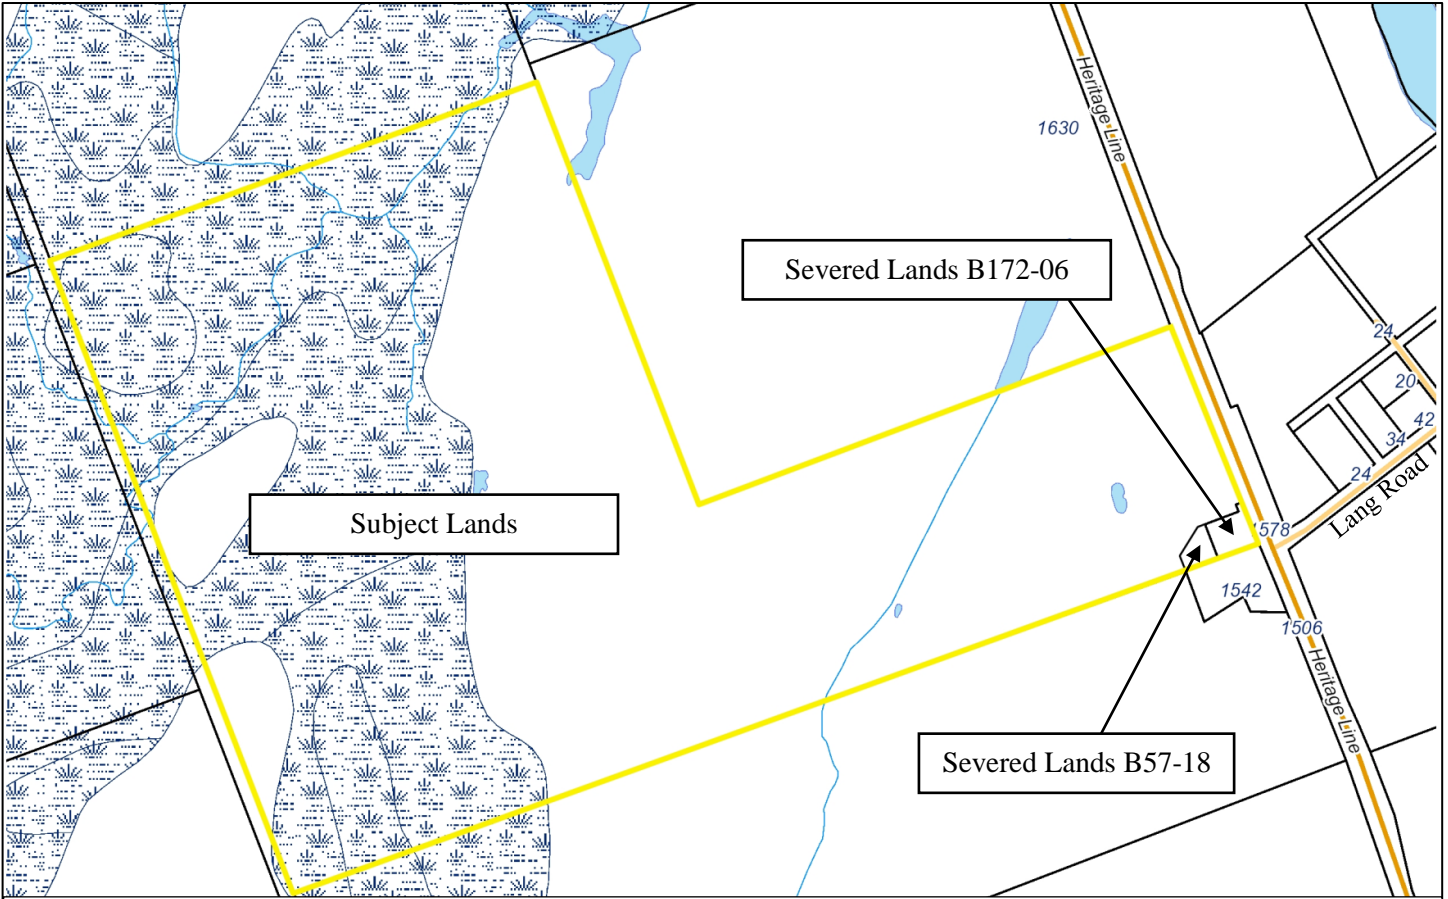 Heritage Line
1630
Severed Lands B172-06
24
20
42
34
24
Lang Road
Subject Lands
1578
1542
1506
Heritage Line
Severed Lands B57-18